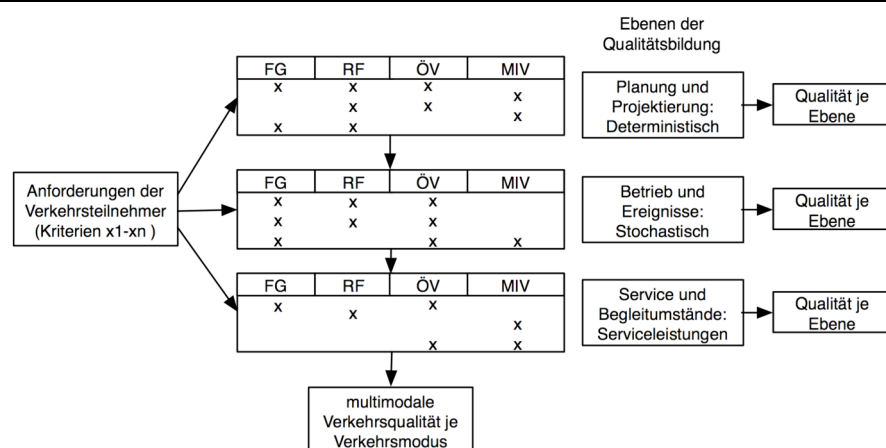 Ebenen der
Qualitätsbildung
FG RF ÖV MIV
x x x
x
x x
x
x x
Planung und
Projektierung:
Deterministisch
Qualität je
Ebene
Anforderungen der
Verkehrsteilnehmer
(Kriterien x1-xn )
FG RF ÖV MIV
x x x
x x x
x x x
Betrieb und
Ereignisse:
Stochastisch
Qualität je
Ebene
FG RF ÖV MIV
x x
x
x
x x
Service und
Begleitumstände:
Serviceleistungen
Qualität je
Ebene
multimodale
Verkehrsqualität je
Verkehrsmodus